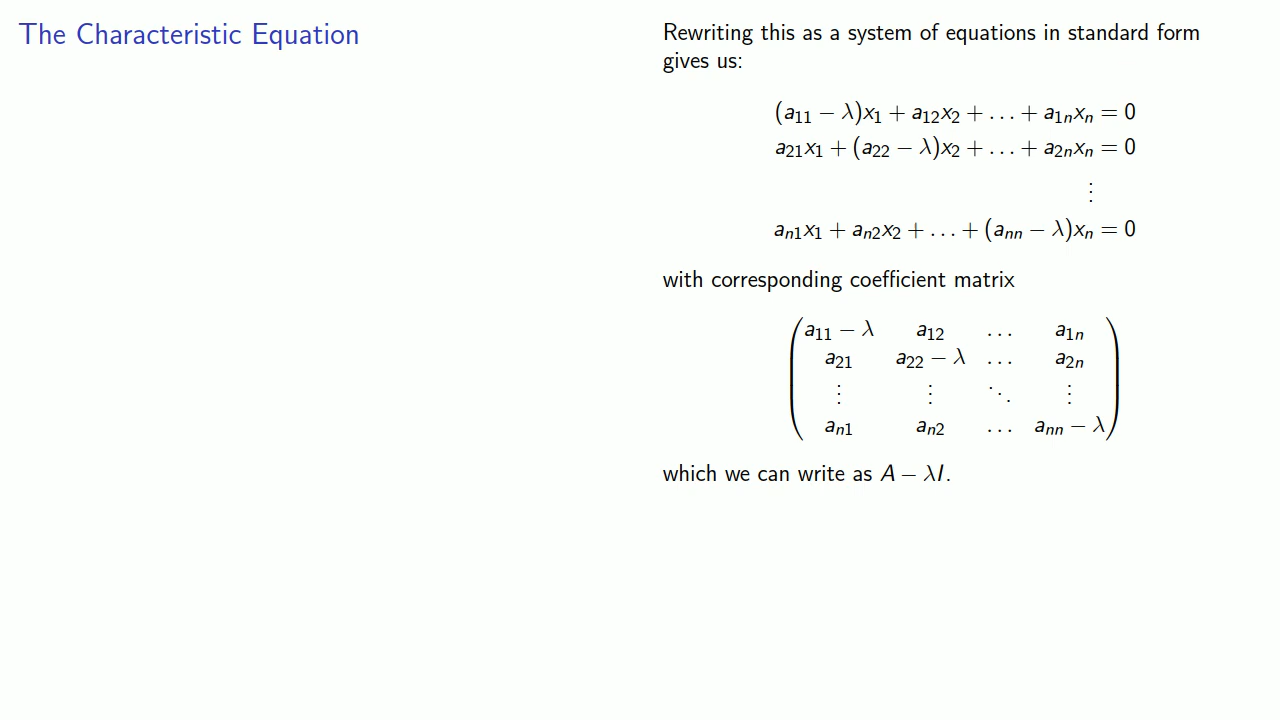 The Characteristic Equation
Rewriting this as a system of equations in standard form
gives us:
(a₁₁ − λ)x₁ + a₁₂x₂ + … + a₁ₙxₙ = 0
a₂₁x₁ + (a₂₂ − λ)x₂ + … + a₂ₙxₙ = 0
⋮
aₙ₁x₁ + aₙ₂x₂ + … + (aₙₙ − λ)xₙ = 0
with corresponding coefficient matrix
a₁₁ − λ a₁₂ … a₁ₙ
a₂₁ a₂₂ − λ … a₂ₙ
⋮ ⋮ ⋱ ⋮
aₙ₁ aₙ₂ … aₙₙ − λ
which we can write as A − λI.